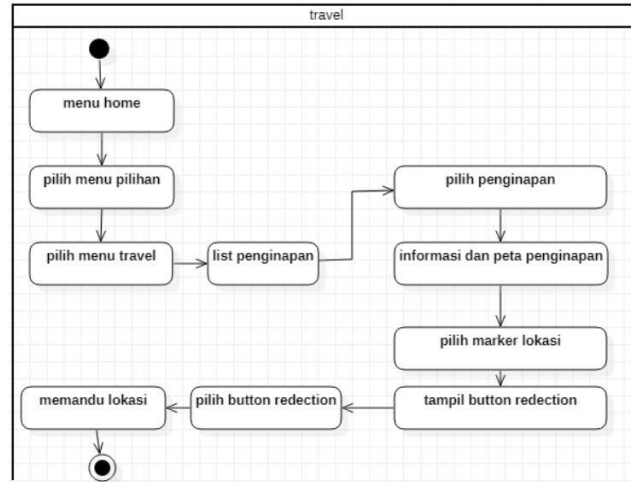 travel
menu home
pilih menu pilihan
pilih menu travel
list penginapan
pilih penginapan
informasi dan peta penginapan
pilih marker lokasi
tampil button redection
pilih button redection
memandu lokasi